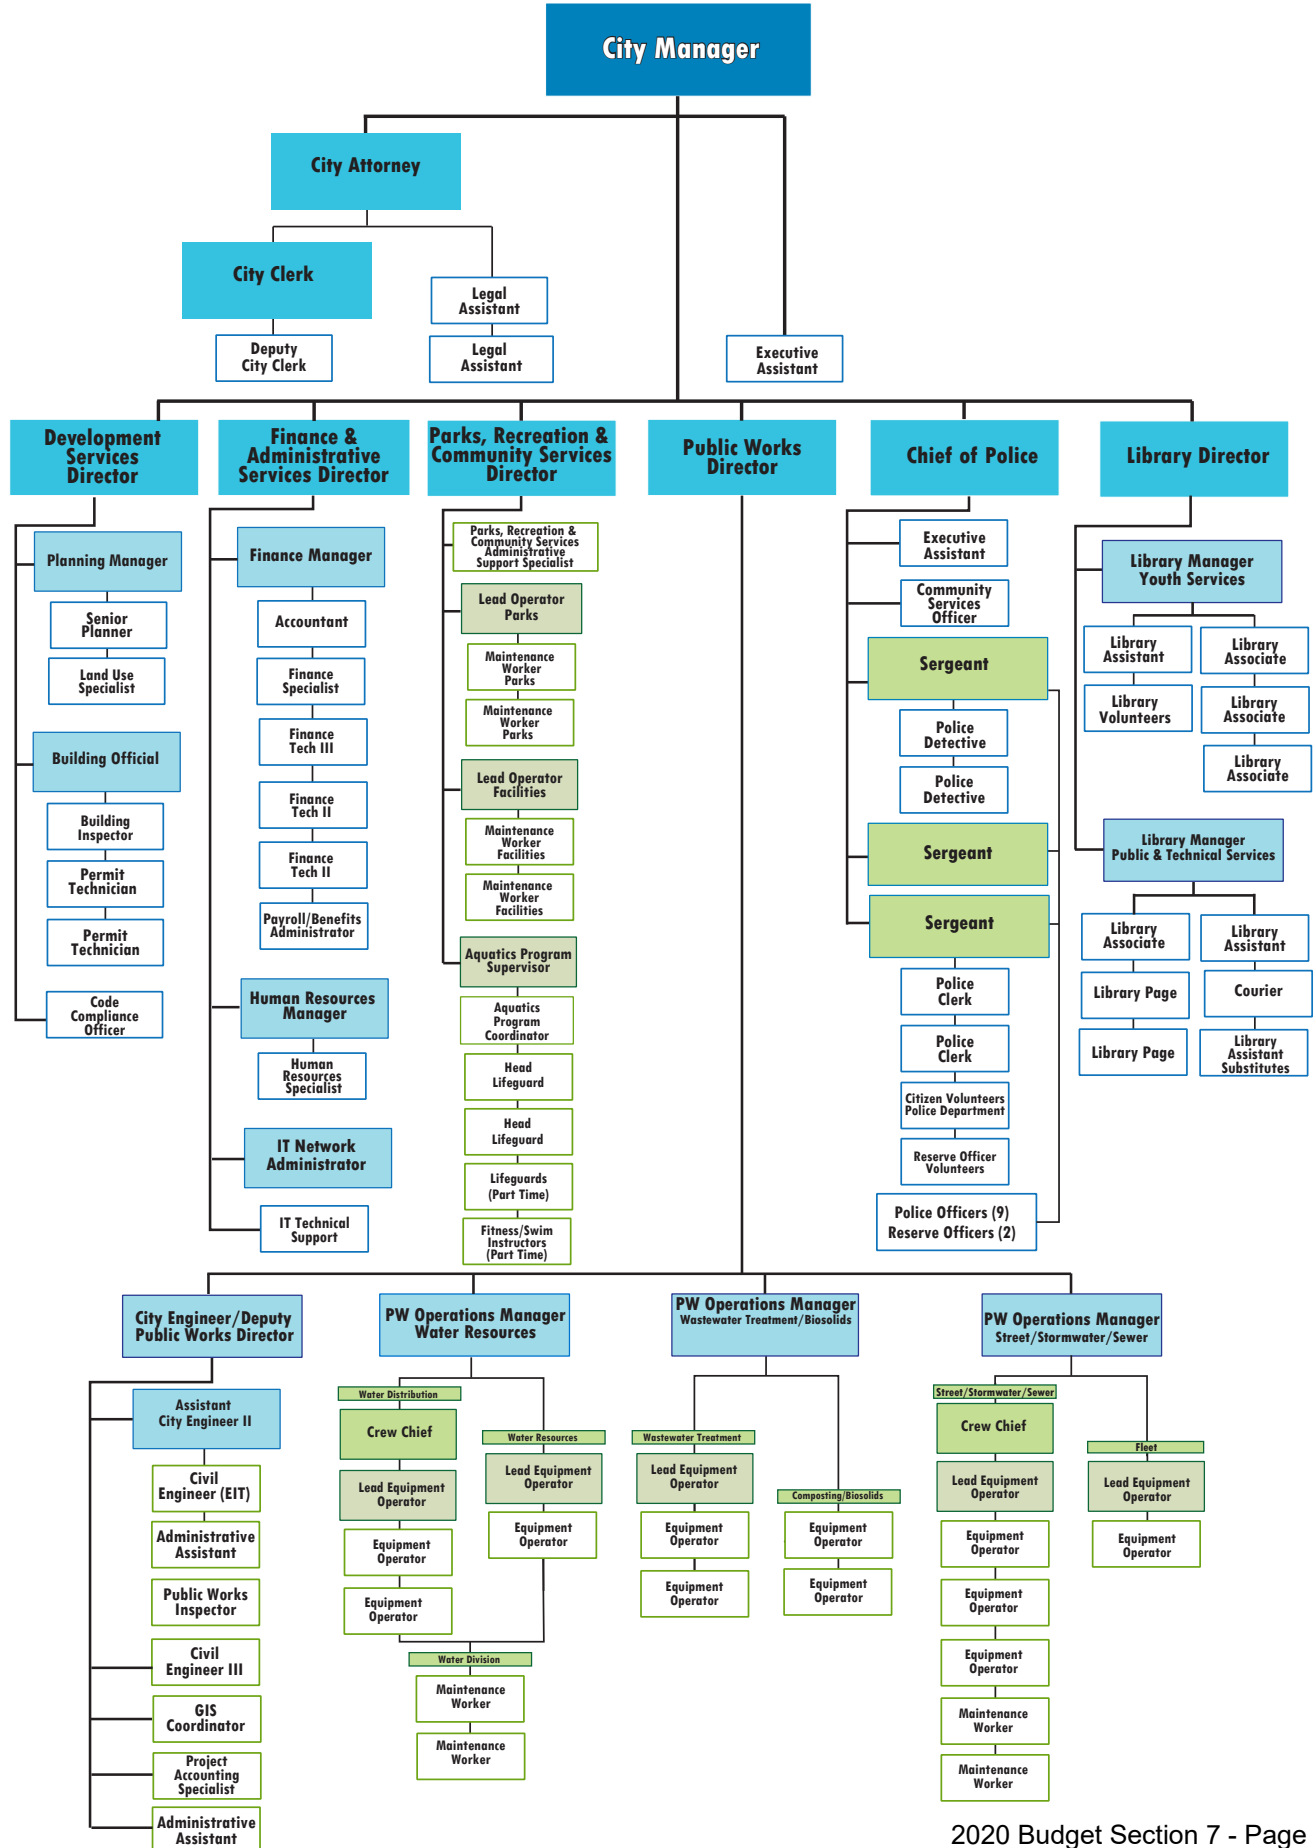 City Manager
City Attorney
City Clerk
Legal
Assistant
Deputy
City Clerk
Legal
Assistant
Executive
Assistant
Development
Services
Director
Finance &
Administrative
Services Director
Parks, Recreation &
Community Services
Director
Public Works
Director
Chief of Police
Library Director
Planning Manager
Senior
Planner
Land Use
Specialist
Building Official
Building
Inspector
Permit
Technician
Permit
Technician
Code
Compliance
Officer
Finance Manager
Accountant
Finance
Specialist
Finance
Tech III
Finance
Tech II
Finance
Tech II
Payroll/Benefits
Administrator
Human Resources
Manager
Human
Resources
Specialist
IT Network
Administrator
IT Technical
Support
Parks, Recreation &
Community Services
Administrative
Support Specialist
Lead Operator
Parks
Maintenance
Worker
Parks
Maintenance
Worker
Parks
Lead Operator
Facilities
Maintenance
Worker
Facilities
Maintenance
Worker
Facilities
Aquatics Program
Supervisor
Aquatics
Program
Coordinator
Head
Lifeguard
Head
Lifeguard
Lifeguards
(Part Time)
Fitness/Swim
Instructors
(Part Time)
Executive
Assistant
Community
Services
Officer
Sergeant
Police
Detective
Police
Detective
Sergeant
Sergeant
Police
Clerk
Police
Clerk
Citizen Volunteers
Police Department
Reserve Officer
Volunteers
Police Officers (9)
Reserve Officers (2)
Library Manager
Youth Services
Library
Assistant
Library
Volunteers
Library
Associate
Library
Associate
Library
Associate
Library Manager
Public & Technical Services
Library
Associate
Library Page
Library Page
Library
Assistant
Courier
Library
Assistant
Substitutes
City Engineer/Deputy
Public Works Director
Assistant
City Engineer II
Civil
Engineer (EIT)
Administrative
Assistant
Public Works
Inspector
Civil
Engineer III
GIS
Coordinator
Project
Accounting
Specialist
Administrative
Assistant
PW Operations Manager
Water Resources
Water Distribution
Crew Chief
Lead Equipment
Operator
Equipment
Operator
Equipment
Operator
Water Resources
Lead Equipment
Operator
Equipment
Operator
Water Division
Maintenance
Worker
Maintenance
Worker
PW Operations Manager
Wastewater Treatment/Biosolids
Wastewater Treatment
Lead Equipment
Operator
Equipment
Operator
Equipment
Operator
Composting/Biosolids
Equipment
Operator
Equipment
Operator
PW Operations Manager
Street/Stormwater/Sewer
Street/Stormwater/Sewer
Crew Chief
Lead Equipment
Operator
Equipment
Operator
Equipment
Operator
Equipment
Operator
Maintenance
Worker
Maintenance
Worker
Fleet
Lead Equipment
Operator
Equipment
Operator
2020 Budget Section 7 - Page